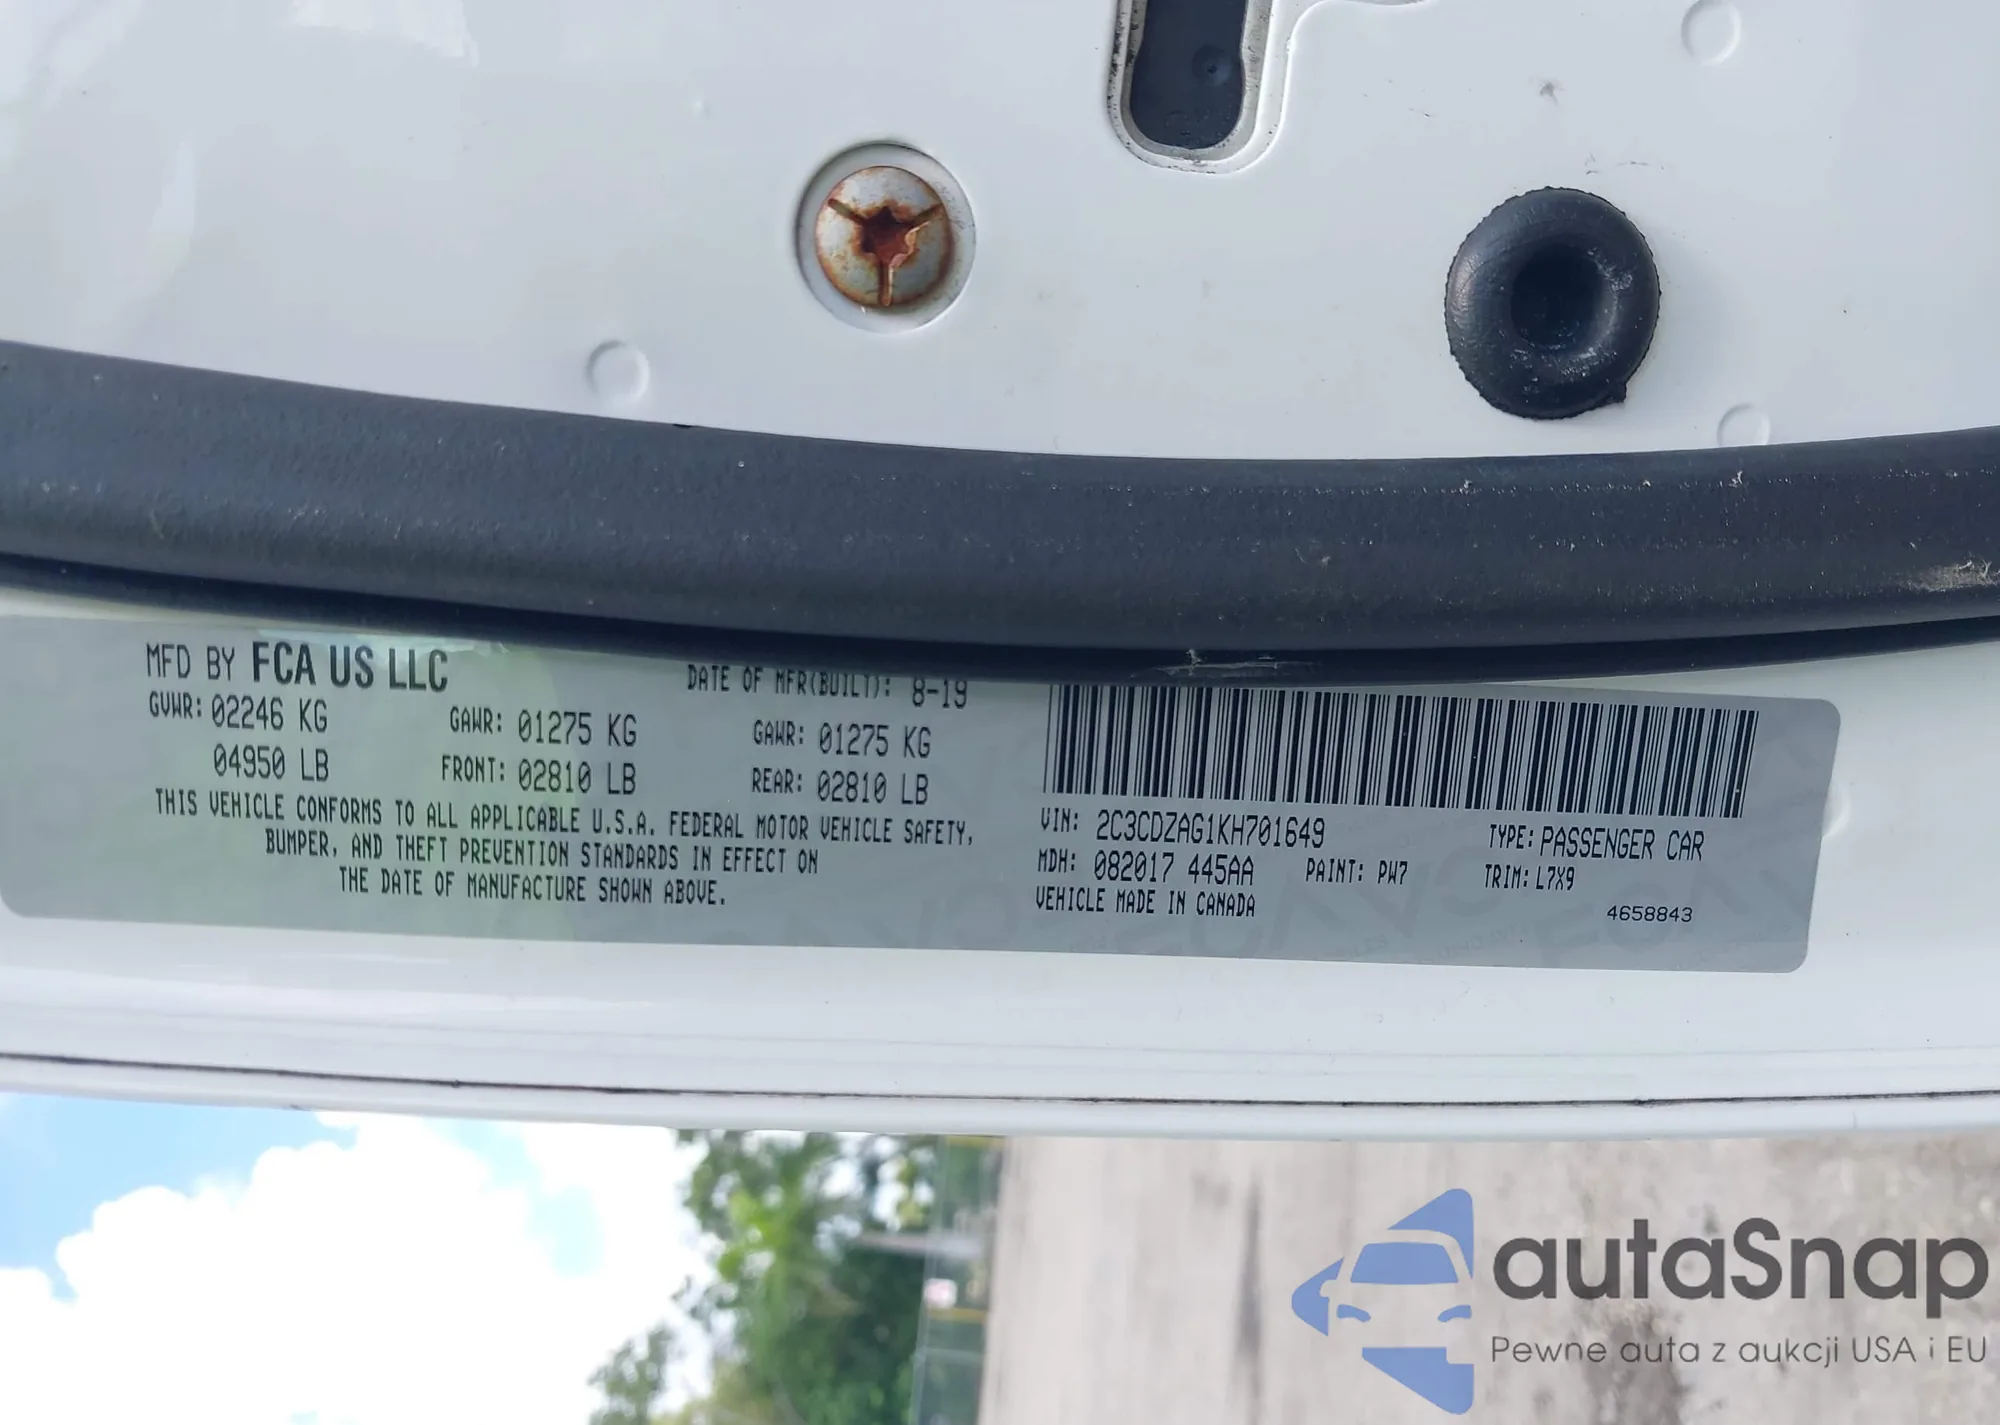 MFD BY FCA US LLC
DATE OF MFR(BUILT): 8-19
GVWR: 02246 KG
04950 LB
GAWR: 01275 KG
FRONT: 02810 LB
GAWR: 01275 KG
REAR: 02810 LB
THIS VEHICLE CONFORMS TO ALL APPLICABLE U.S.A. FEDERAL MOTOR VEHICLE SAFETY,
BUMPER, AND THEFT PREVENTION STANDARDS IN EFFECT ON
THE DATE OF MANUFACTURE SHOWN ABOVE.
VIN: 2C3CDZAG1KH701649
TYPE: PASSENGER CAR
MDH: 082017 445AA
PAINT: PW7
TRIM: L7X9
VEHICLE MADE IN CANADA
4658843
autaSnap
Pewne auta z aukcji USA i EU